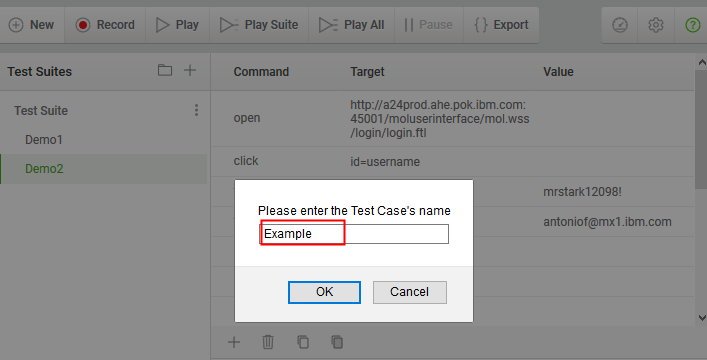 New Record Play Play Suite Play All Pause { } Export
Test Suites Command Target Value
Test Suite
open http://a24prod.ahe.pok.ibm.com:
45001/moluserinterface/mol.wss
/login/login.ftl
Demo1
Demo2 click id=username
mrstark12098!
Please enter the Test Case's name
antoniof@mx1.ibm.com
Example
OK Cancel